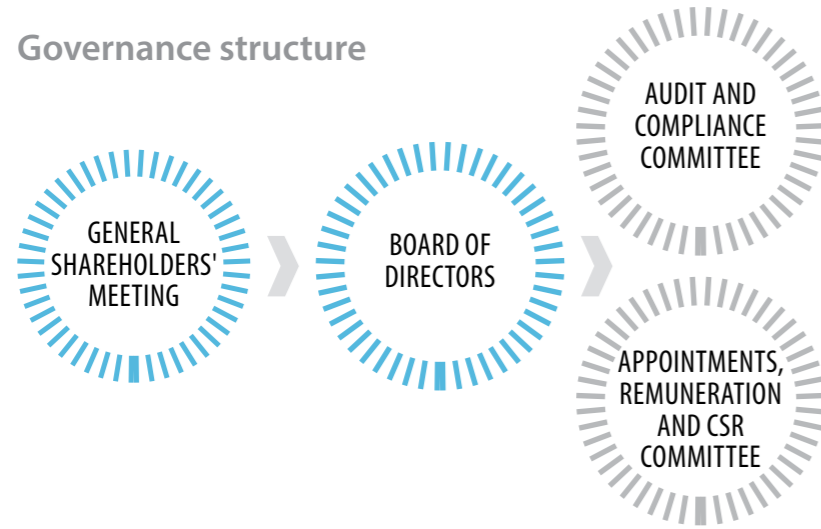 Governance structure
GENERAL
SHAREHOLDERS'
MEETING
BOARD OF
DIRECTORS
AUDIT AND
COMPLIANCE
COMMITTEE
APPOINTMENTS,
REMUNERATION
AND CSR
COMMITTEE